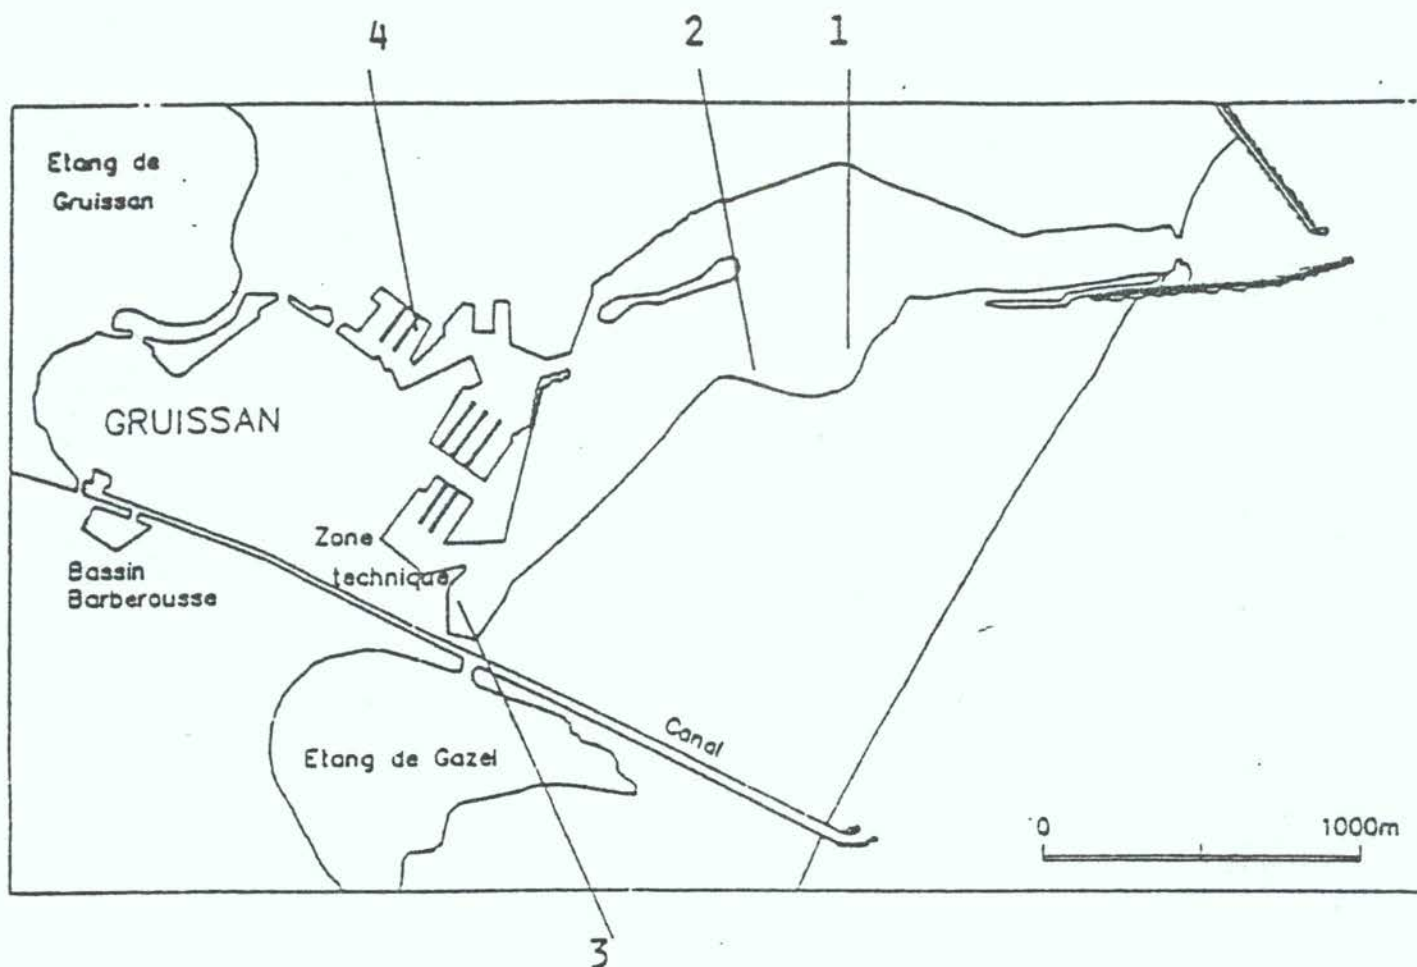 4
2
1
Etang de
Gruissan
GRUISSAN
Zone
technique
Bassin
Barberousse
Etang de Gazel
Canal
0
1000m
3